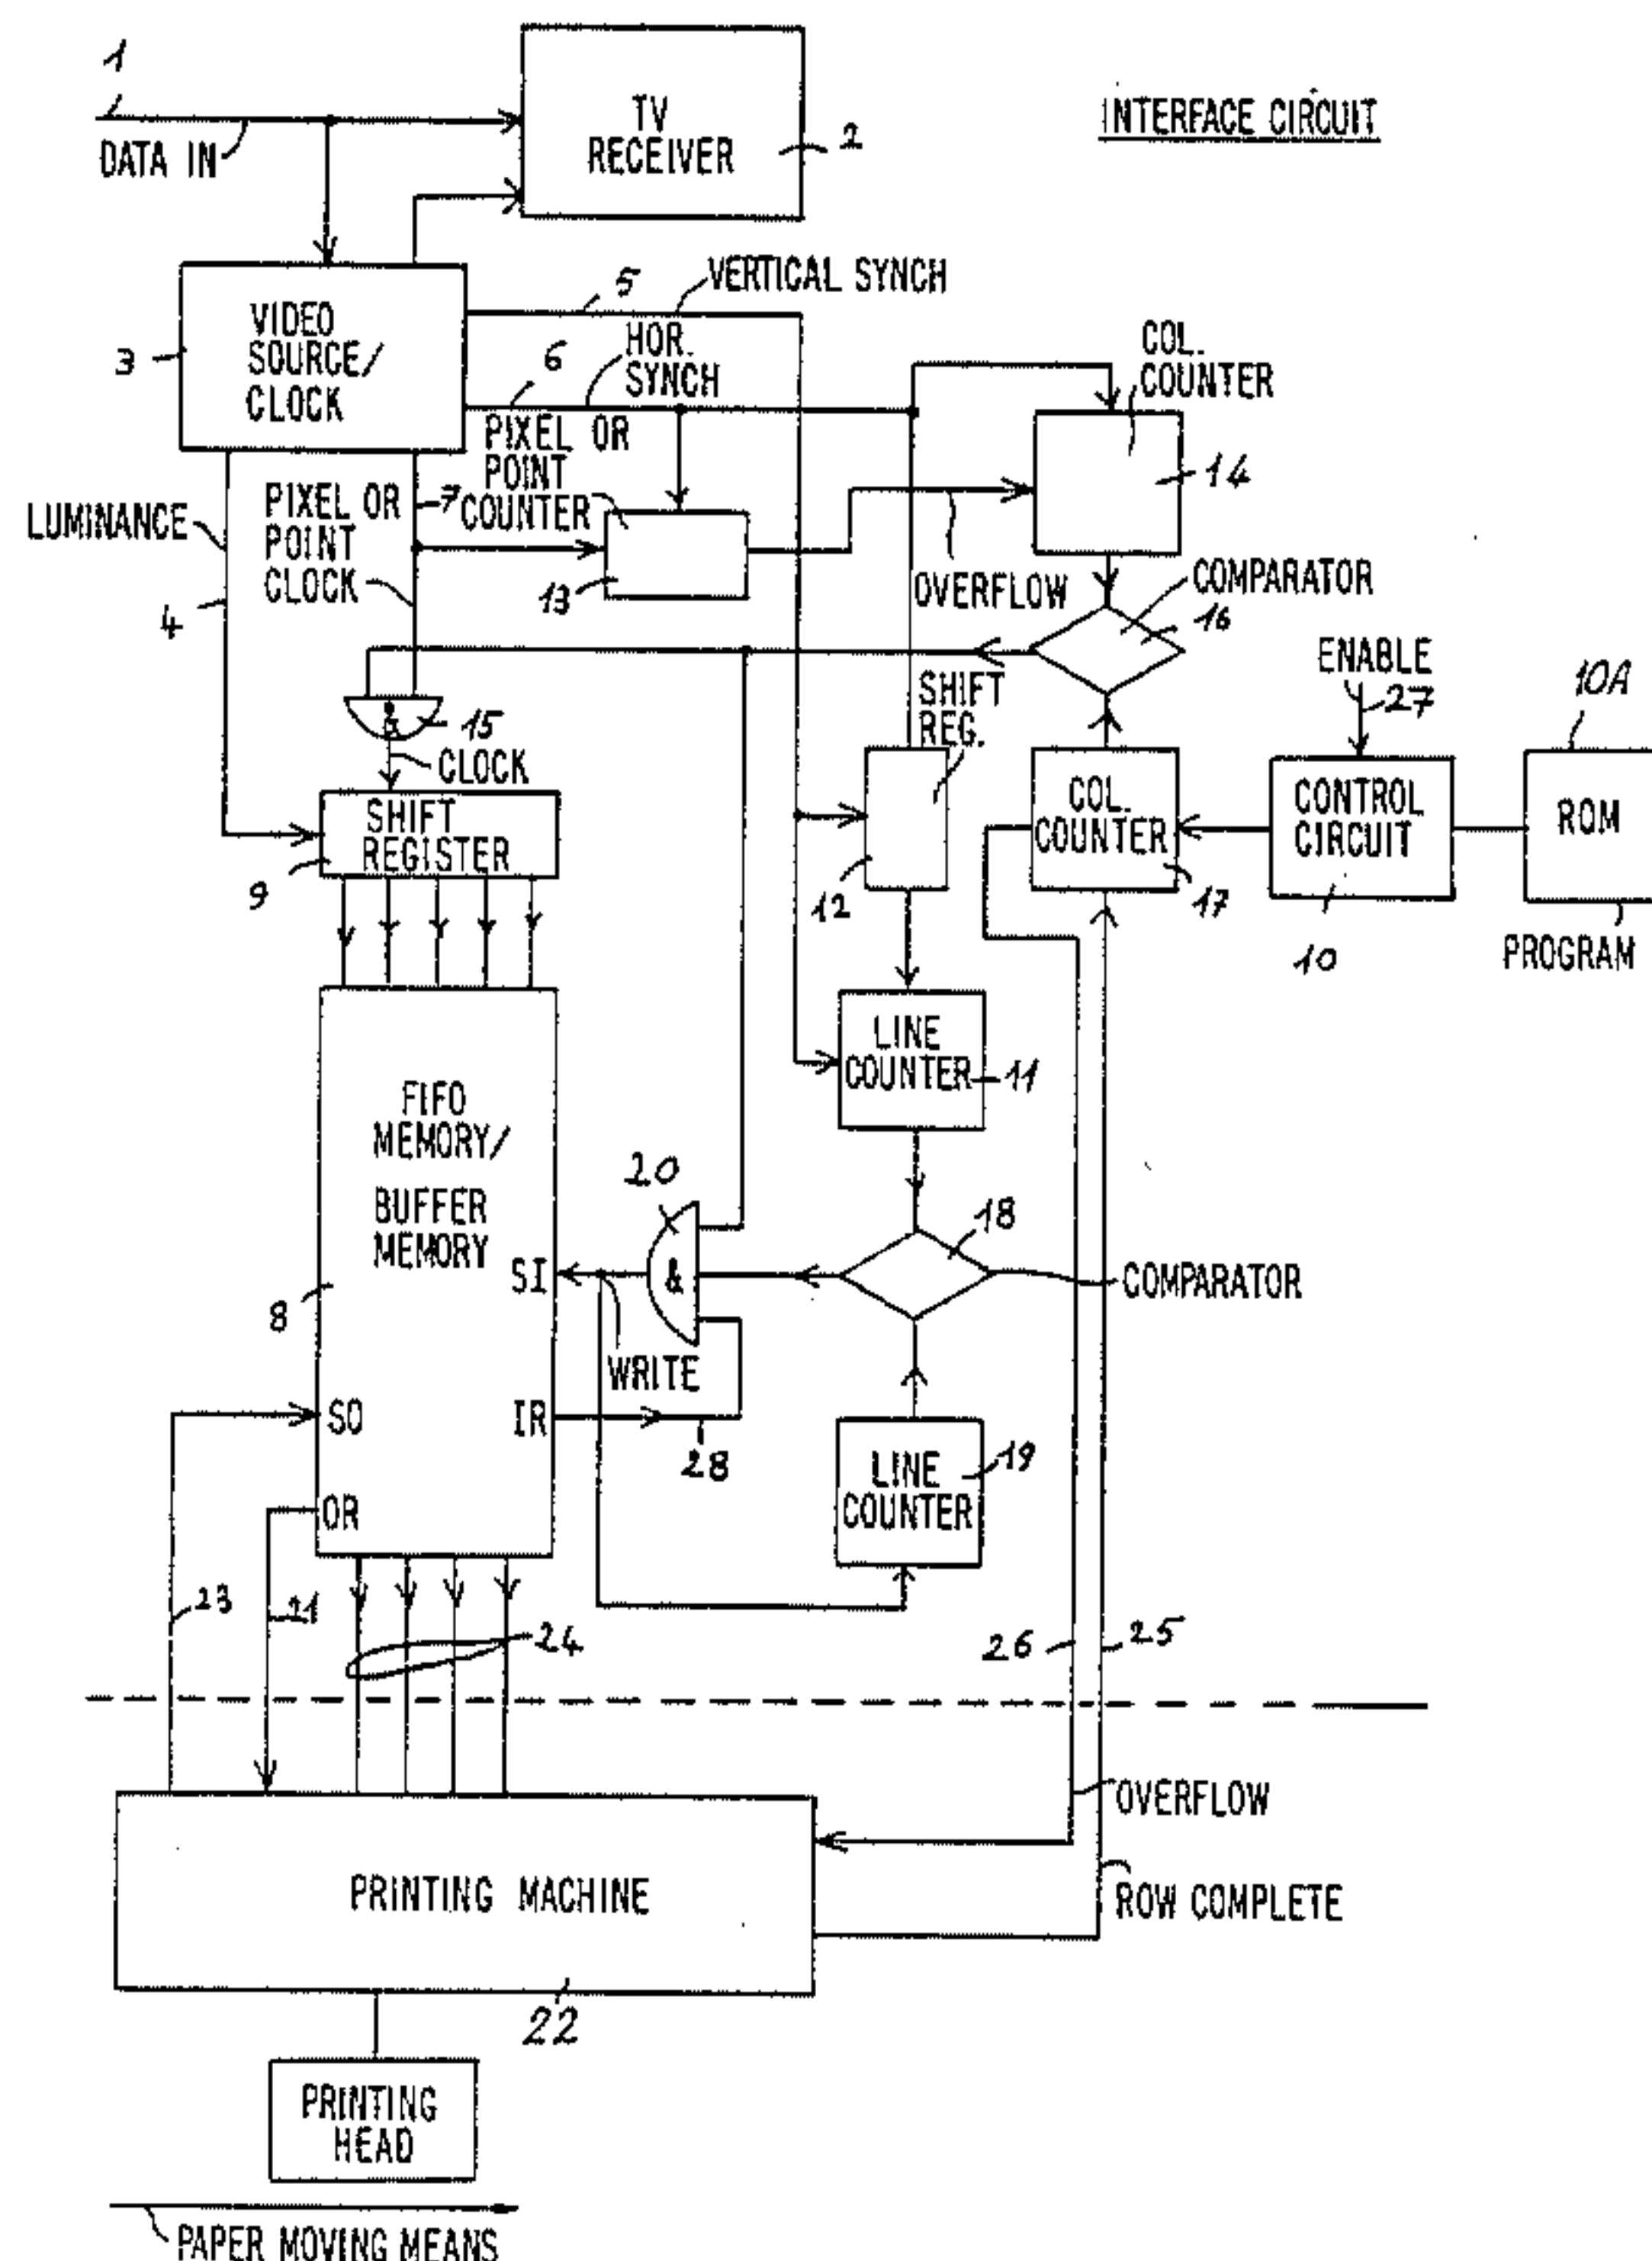 1
DATA IN
TV
RECEIVER
2
INTERFACE CIRCUIT
3
VIDEO
SOURCE/
CLOCK
5
VERTICAL SYNCH
6
HOR.
SYNCH
COL.
COUNTER
14
LUMINANCE
4
PIXEL OR
POINT
CLOCK
7
PIXEL OR
POINT
COUNTER
13
OVERFLOW
COMPARATOR
16
ENABLE
27
10A
&
15
CLOCK
SHIFT
REG.
12
COL.
COUNTER
17
CONTROL
CIRCUIT
10
ROM
PROGRAM
SHIFT
REGISTER
9
LINE
COUNTER
11
FIFO
MEMORY/
BUFFER
MEMORY
8
SI
SO
IR
OR
20
&
WRITE
28
18
COMPARATOR
LINE
COUNTER
19
23
21
24
26
25
OVERFLOW
ROW COMPLETE
PRINTING MACHINE
22
PRINTING
HEAD
PAPER MOVING MEANS